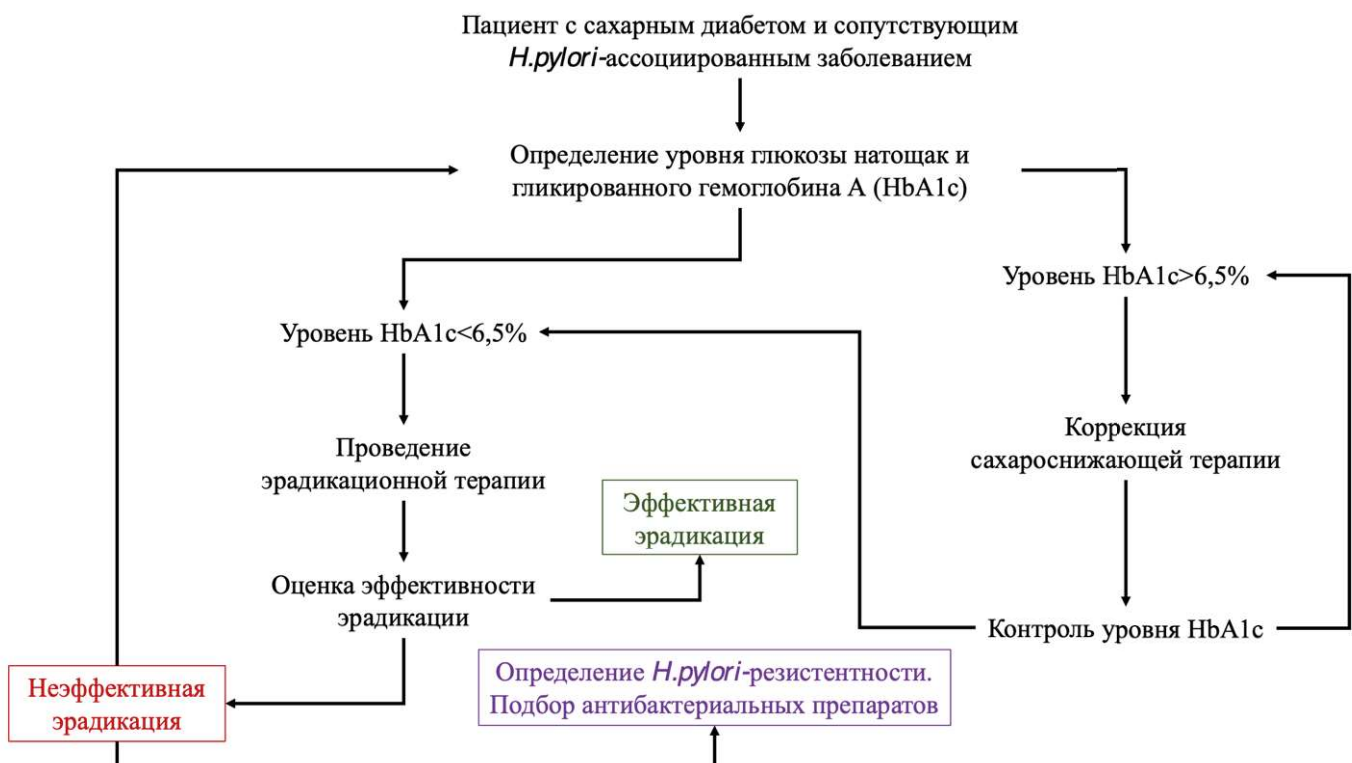 Пациент с сахарным диабетом и сопутствующим
H.pylori-ассоциированным заболеванием
Определение уровня глюкозы натощак и
гликированного гемоглобина А (HbA1c)
Уровень HbA1c>6,5%
Уровень HbA1c<6,5%
Коррекция
сахароснижающей терапии
Проведение
эрадикационной терапии
Эффективная
эрадикация
Оценка эффективности
эрадикации
Контроль уровня HbA1c
Неэффективная
эрадикация
Определение H.pylori-резистентности.
Подбор антибактериальных препаратов